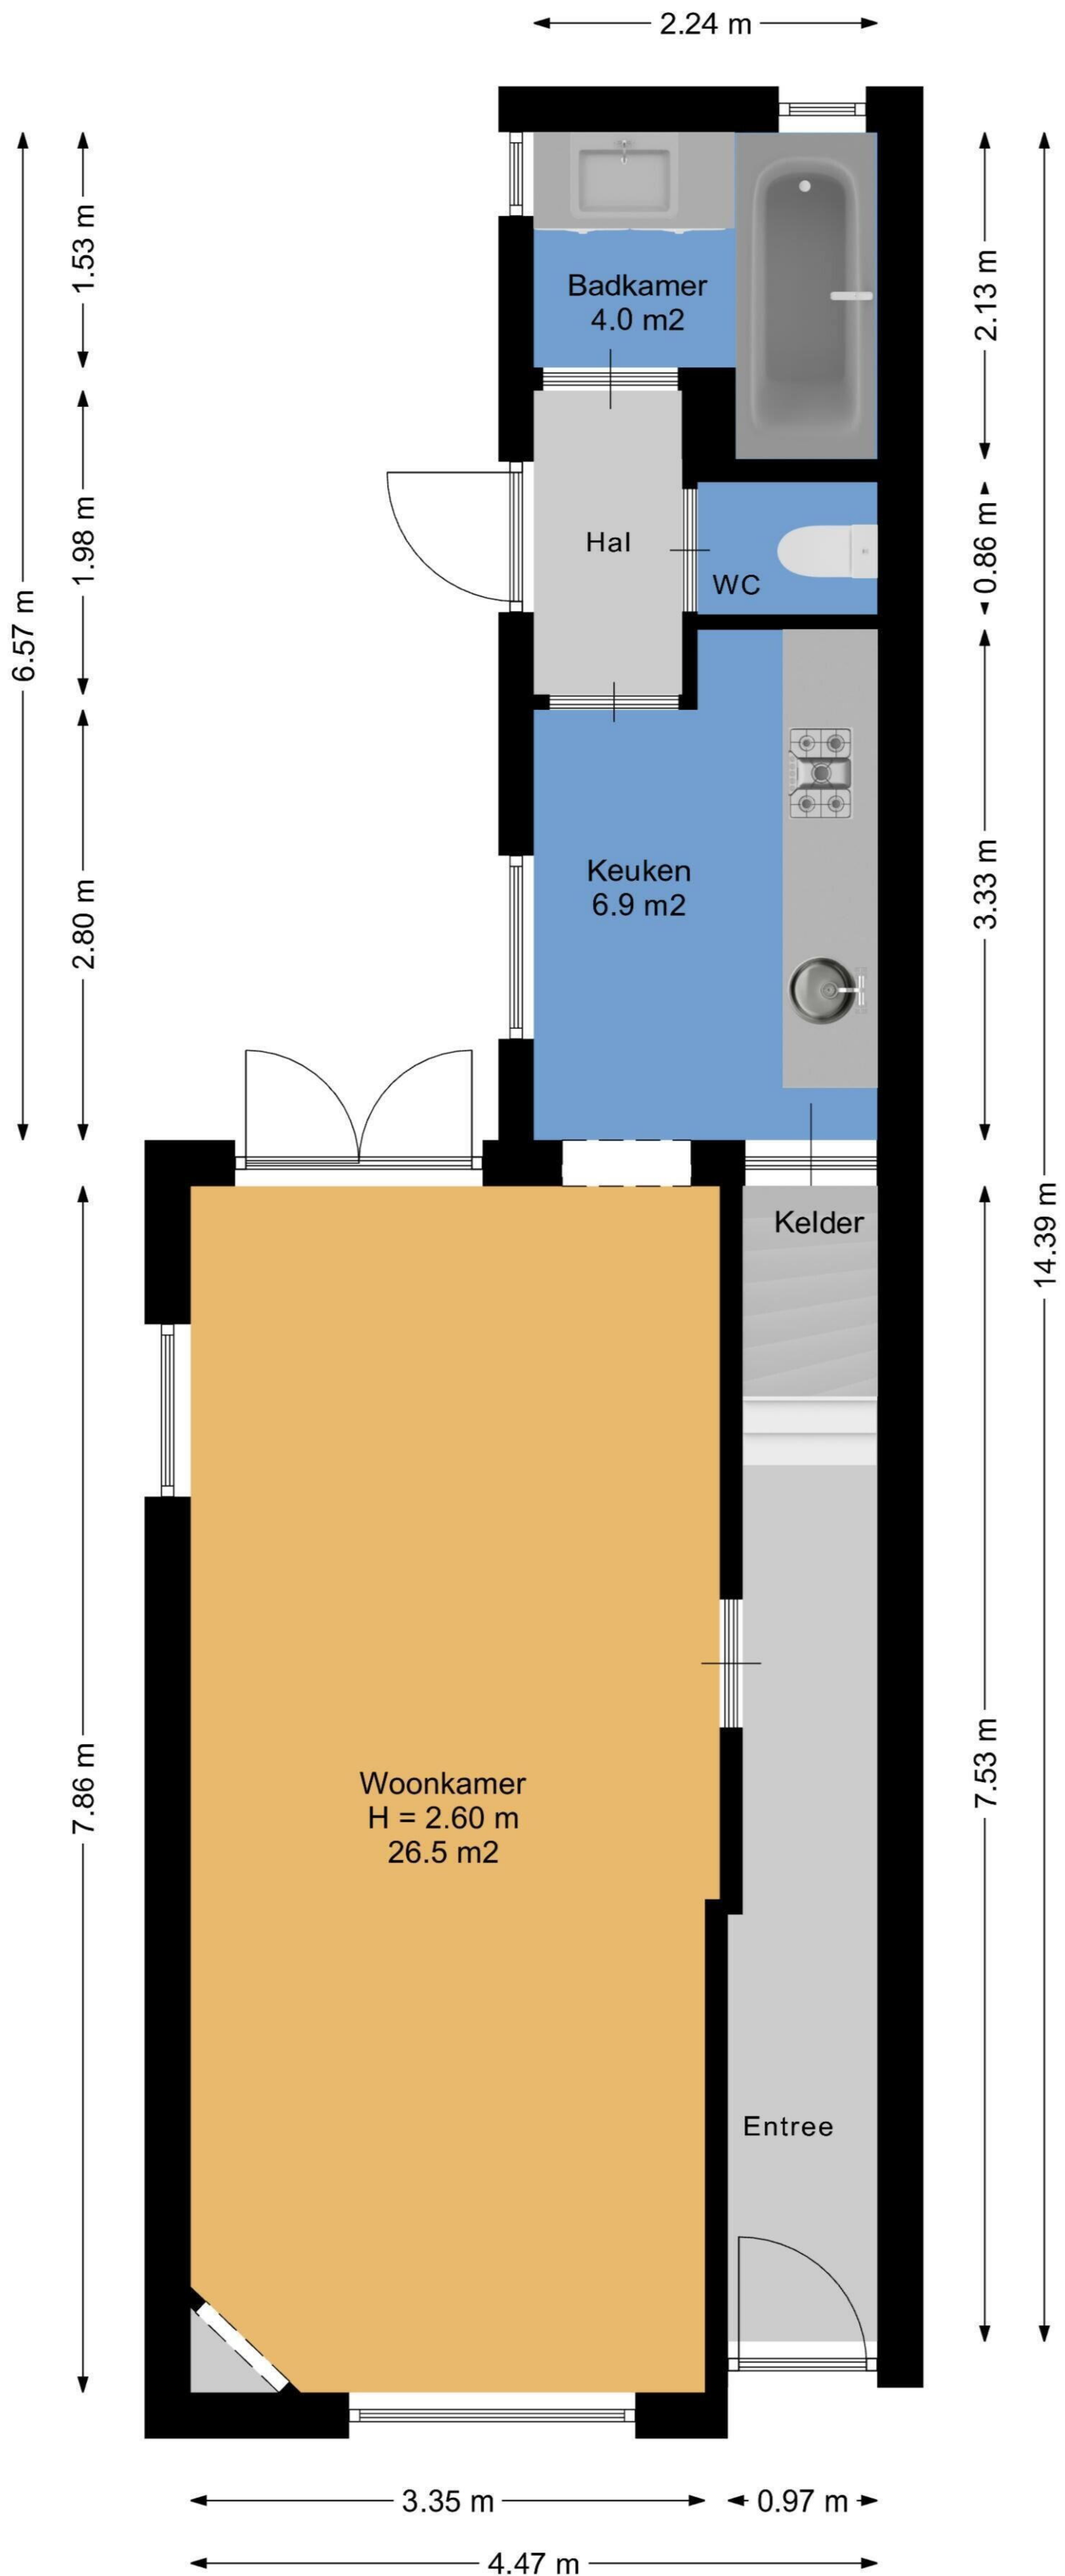 2.24 m
1.53 m
2.13 m
Badkamer
4.0 m2
1.98 m
0.86 m
Hal
WC
6.57 m
2.80 m
3.33 m
Keuken
6.9 m2
Kelder
14.39 m
7.86 m
7.53 m
Woonkamer
H = 2.60 m
26.5 m2
Entree
3.35 m
0.97 m
4.47 m